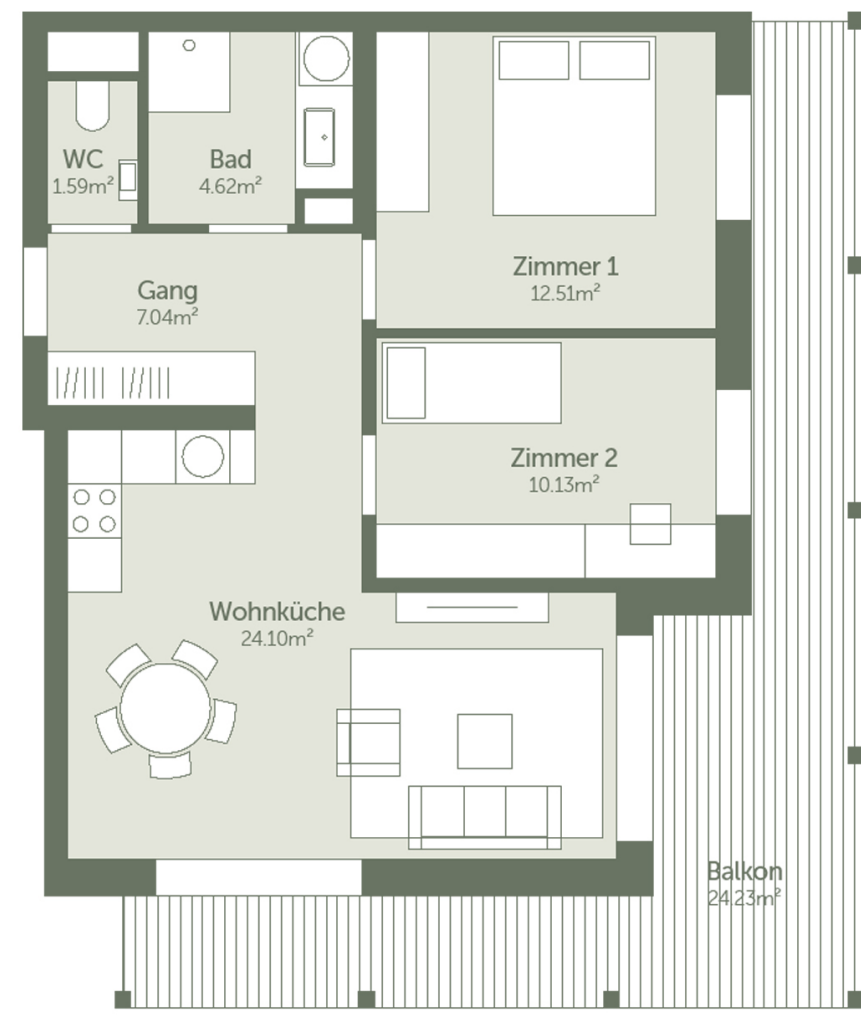 WC
1.59m²
Bad
4.62m²
Zimmer 1
12.51m²
Gang
7.04m²
Zimmer 2
10.13m²
Wohnküche
24.10m²
Balkon
24.23m²